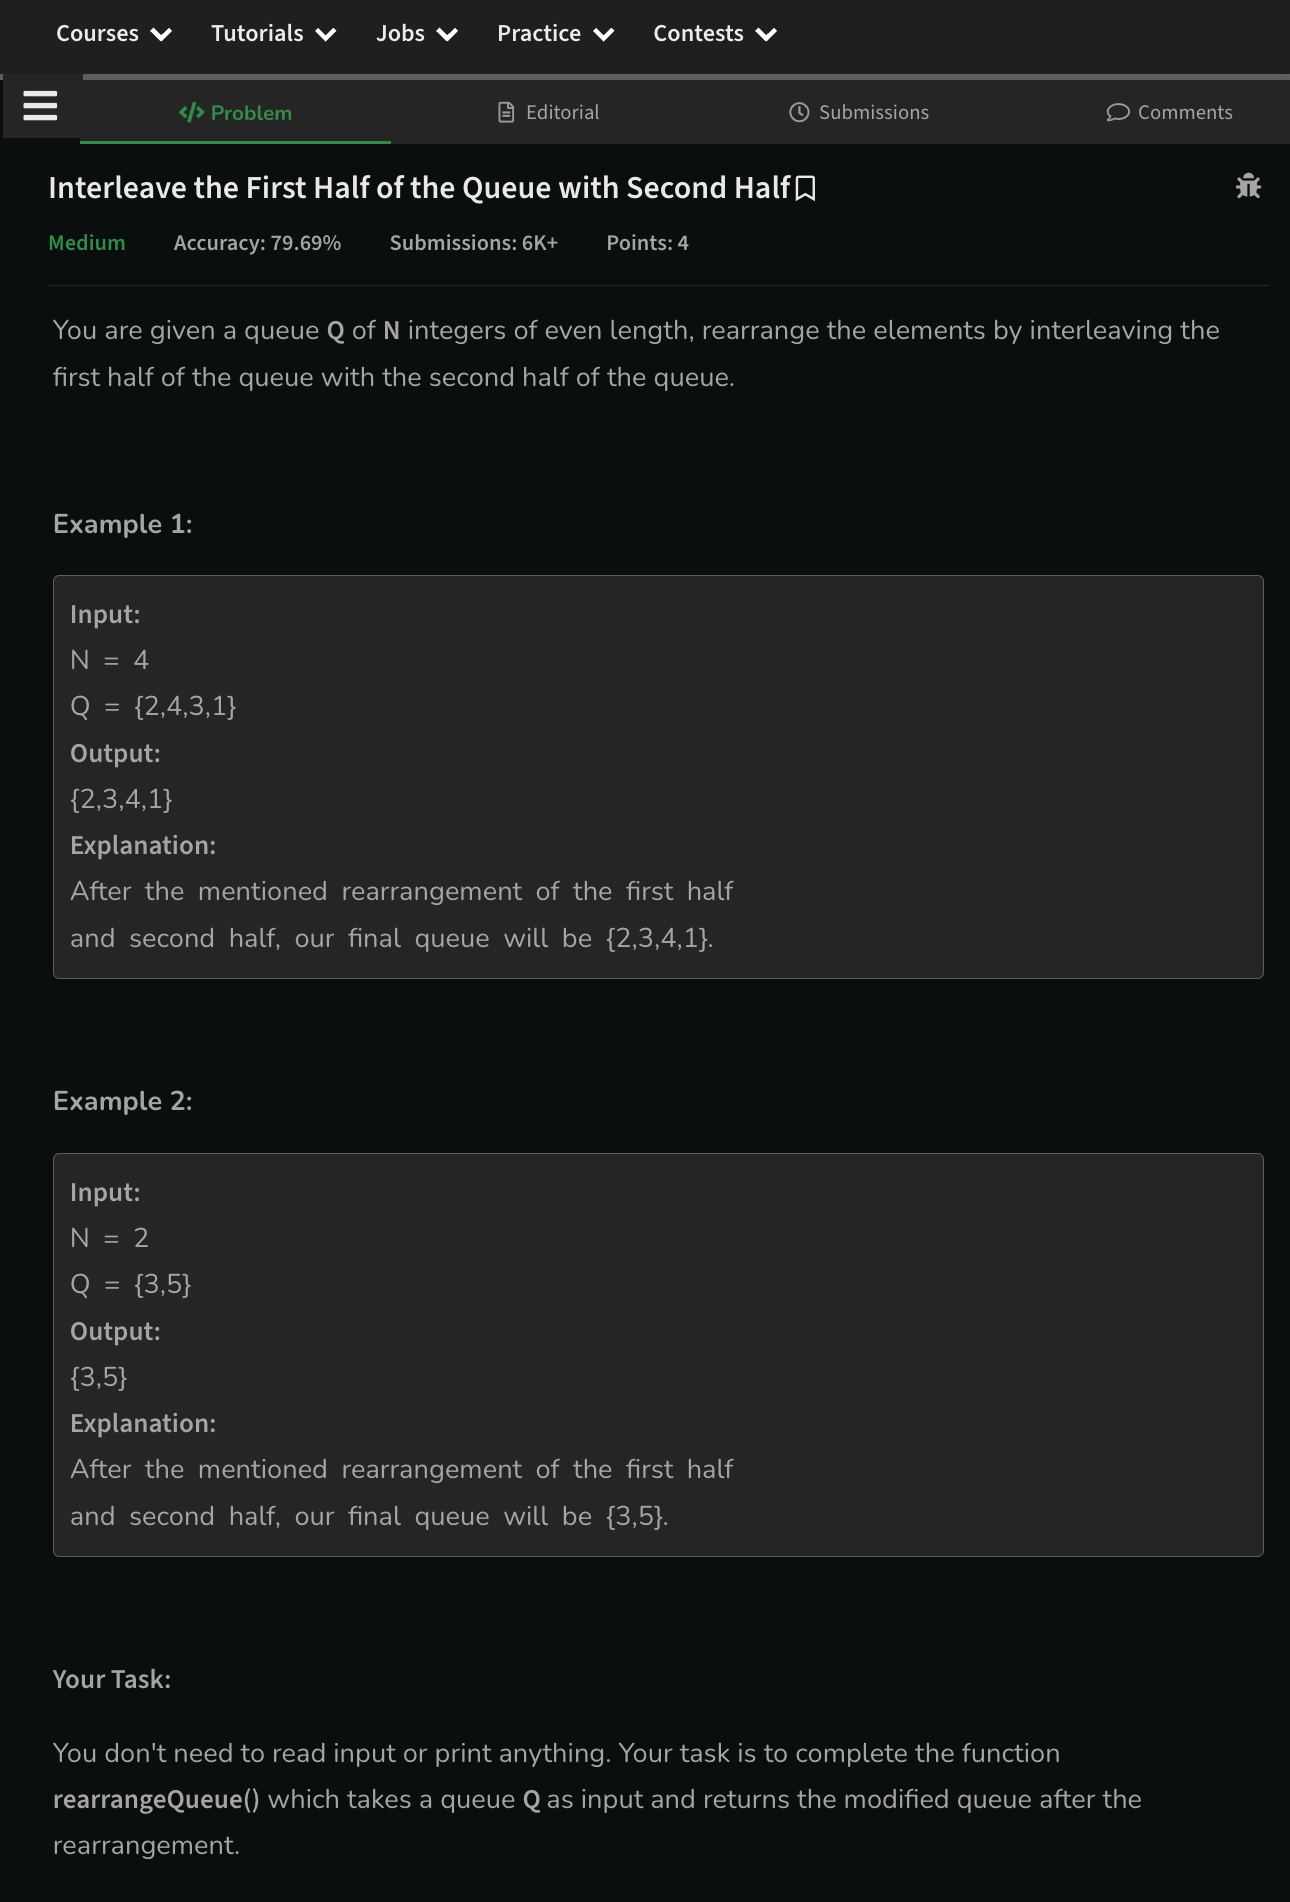 Courses Tutorials Jobs Practice Contests
</> Problem Editorial Submissions Comments
Interleave the First Half of the Queue with Second Half
Medium Accuracy: 79.69% Submissions: 6K+ Points: 4
You are given a queue Q of N integers of even length, rearrange the elements by interleaving the
first half of the queue with the second half of the queue.
Example 1:
Input:
N = 4
Q = {2,4,3,1}
Output:
{2,3,4,1}
Explanation:
After the mentioned rearrangement of the first half
and second half, our final queue will be {2,3,4,1}.
Example 2:
Input:
N = 2
Q = {3,5}
Output:
{3,5}
Explanation:
After the mentioned rearrangement of the first half
and second half, our final queue will be {3,5}.
Your Task:
You don't need to read input or print anything. Your task is to complete the function
rearrangeQueue() which takes a queue Q as input and returns the modified queue after the
rearrangement.